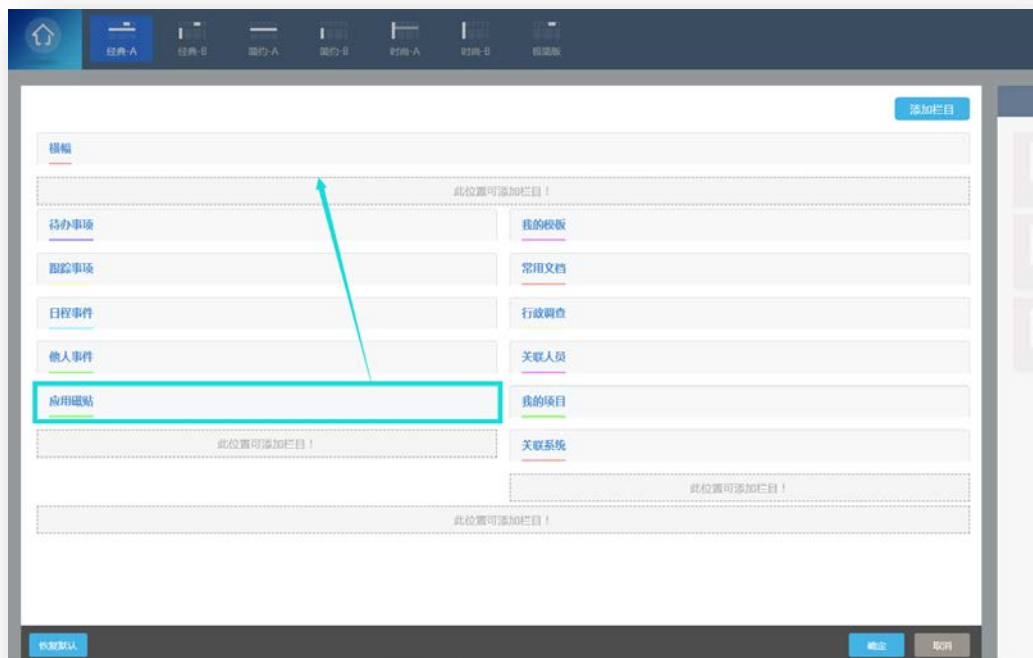 经典-A 经典-B 简约-A 简约-B 时尚-A 时尚-B 极简版
添加栏目
横幅
此位置可添加栏目！
待办事项 我的模版
跟踪事项 常用文档
日程事件 行政调查
他人事件 关联人员
应用磁贴 我的项目
此位置可添加栏目！ 关联系统
此位置可添加栏目！
此位置可添加栏目！
恢复默认 确定 取消